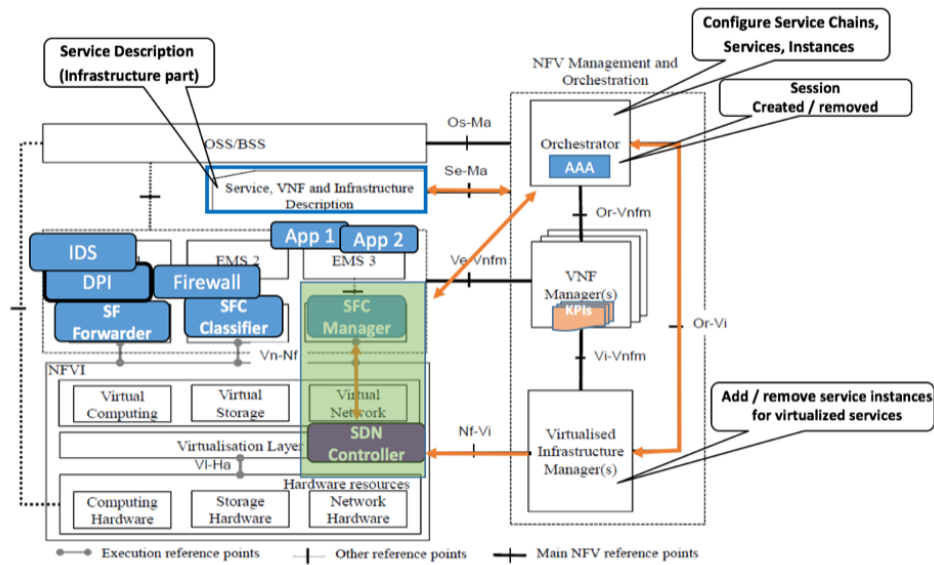 Service Description
(Infrastructure part)
Configure Service Chains,
Services, Instances
NFV Management and
Orchestration
Session
Created / removed
Os-Ma
OSS/BSS
Orchestrator
AAA
Se-Ma
Service, VNF and Infrastructure
Description
Or-Vnfm
App 1
App 2
IDS
EMS 2
EMS 3
Ve-Vnfm
DPI
Firewall
VNF
Manager(s)
KPIs
SF
Forwarder
SFC
Classifier
SFC
Manager
Or-Vi
Vn-Nf
Vi-Vnfm
NFVI
Virtual
Computing
Virtual
Storage
Virtual
Network
Add / remove service instances
for virtualized services
SDN
Controller
Nf-Vi
Virtualisation Layer
Virtualised
Infrastructure
Manager(s)
Vl-Ha
Hardware resources
Computing
Hardware
Storage
Hardware
Network
Hardware
Execution reference points
Other reference points
Main NFV reference points